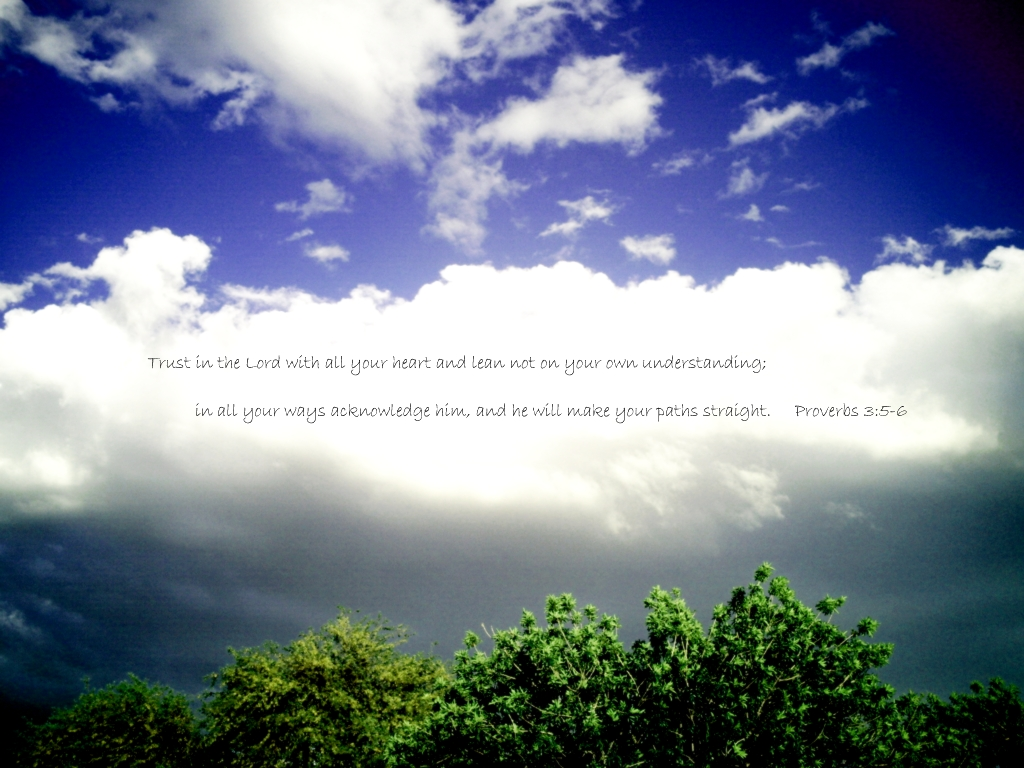 Trust in the Lord with all your heart and lean not on your own understanding;
in all your ways acknowledge him, and he will make your paths straight. Proverbs 3:5-6